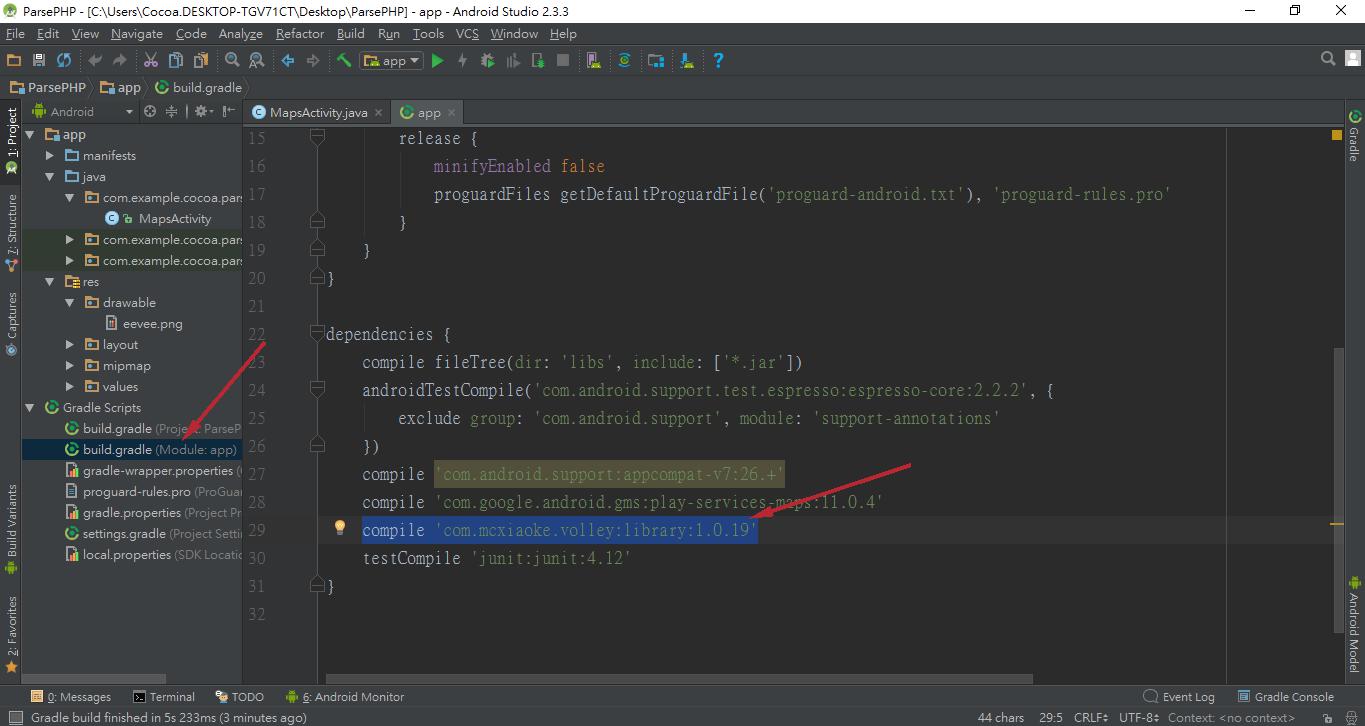 ParsePHP - [C:\Users\Cocoa.DESKTOP-TGV71CT\Desktop\ParsePHP] - app - Android Studio 2.3.3
File Edit View Navigate Code Analyze Refactor Build Run Tools VCS Window Help
app
ParsePHP app build.gradle
Android
MapsActivity.java app
1: Project
7: Structure
Captures
Build Variants
2: Favorites
app
manifests
java
com.example.cocoa.par
MapsActivity
com.example.cocoa.par
com.example.cocoa.par
res
drawable
eevee.png
layout
mipmap
values
Gradle Scripts
build.gradle (Project: ParseP
build.gradle (Module: app)
gradle-wrapper.properties (
proguard-rules.pro (ProGua
gradle.properties (Project Pr
settings.gradle (Project Setti
local.properties (SDK Locatic
15 release {
16 minifyEnabled false
17 proguardFiles getDefaultProguardFile('proguard-android.txt'), 'proguard-rules.pro'
18 }
19 }
20 }
21
22 dependencies {
23 compile fileTree(dir: 'libs', include: ['*.jar'])
24 androidTestCompile('com.android.support.test.espresso:espresso-core:2.2.2', {
25 exclude group: 'com.android.support', module: 'support-annotations'
26 })
27 compile 'com.android.support:appcompat-v7:26.+'
28 compile 'com.google.android.gms:play-services-maps:11.0.4'
29 compile 'com.mcxiaoke.volley:library:1.0.19'
30 testCompile 'junit:junit:4.12'
31 }
32
Gradle
Android Model
0: Messages Terminal TODO 6: Android Monitor Event Log Gradle Console
Gradle build finished in 5s 233ms (3 minutes ago) 44 chars 29:5 CRLF UTF-8 Context: <no context>